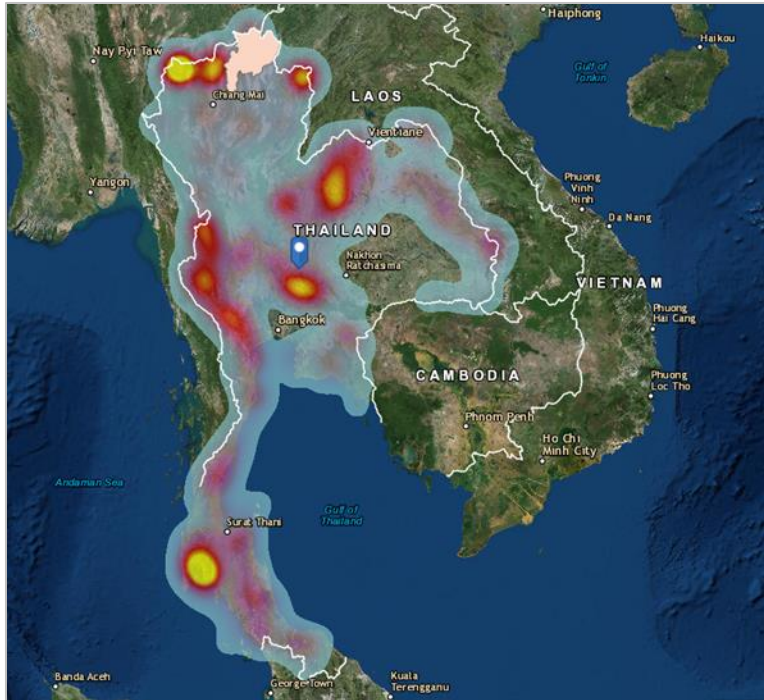 Haiphong
Nay Pyi Taw
Haikou
Gulf of
Tonkin
Chiang Mai
LAOS
Vientiane
Yangon
Phuong
Vinh
Ninh
Da Nang
THAILAND
Nakhon
Ratchasima
VIETNAM
Bangkok
Phuong
Hai Cang
CAMBODIA
Phuong
Loc Tho
Phnom Penh
Ho Chi
Minh City
Andaman Sea
Gulf of
Thailand
Surat Thani
Banda Aceh
George Town
Kuala
Terengganu